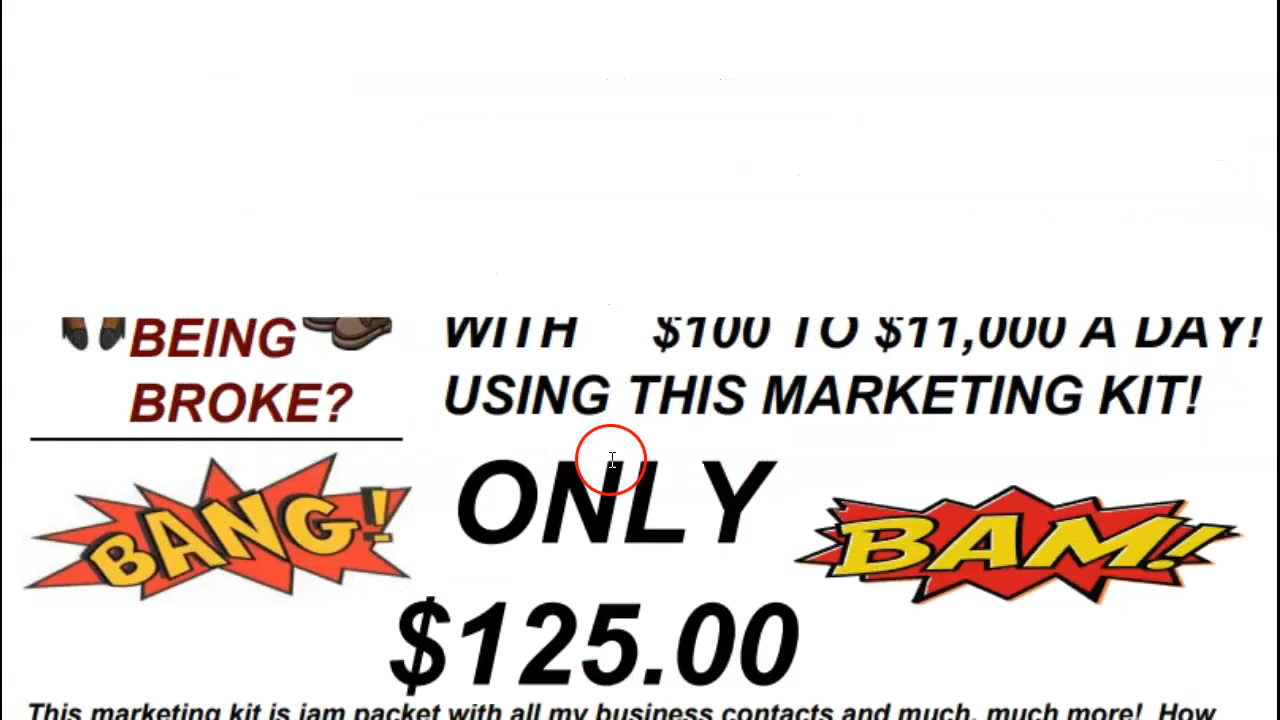 BEING
BROKE?
WITH $100 TO $11,000 A DAY!
USING THIS MARKETING KIT!
BANG!
ONLY
BAM!
$125.00
This marketing kit is jam packet with all my business contacts and much, much more! How